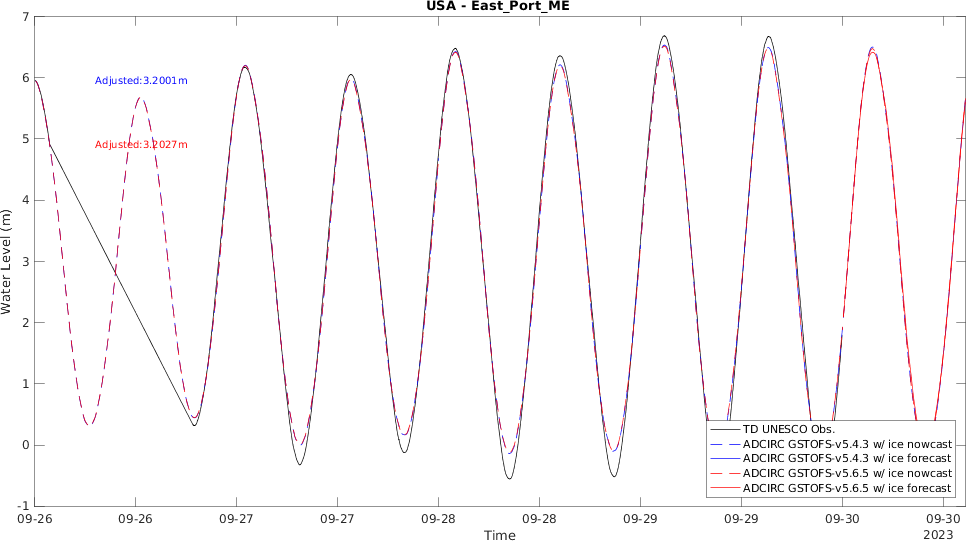 USA - East_Port_ME
7
6
5
4
3
2
1
0
-1
Water Level (m)
Adjusted:3.2001m
Adjusted:3.2027m
TD UNESCO Obs.
ADCIRC GSTOFS-v5.4.3 w/ ice nowcast
ADCIRC GSTOFS-v5.4.3 w/ ice forecast
ADCIRC GSTOFS-v5.6.5 w/ ice nowcast
ADCIRC GSTOFS-v5.6.5 w/ ice forecast
09-26 09-26 09-27 09-27 09-28 09-28 09-29 09-29 09-30 09-30
Time
2023